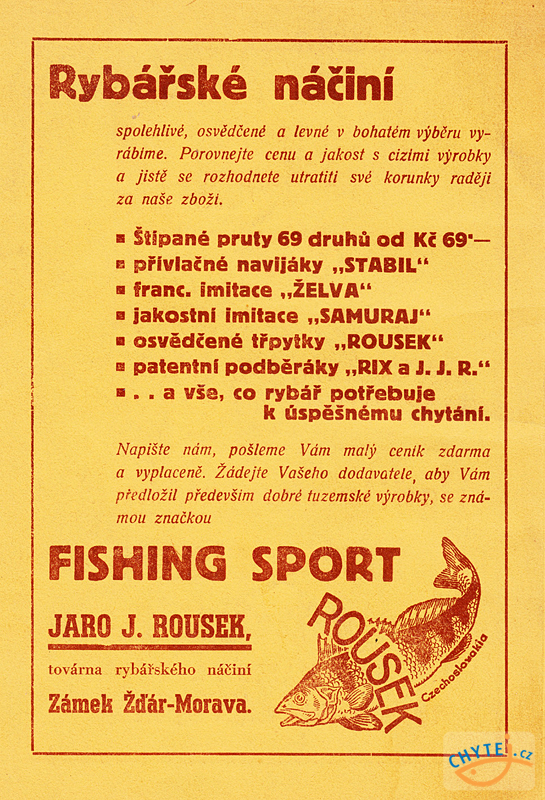 Rybářské náčiní
spolehlivé, osvědčené a levné v bohatém výběru vy-
rábíme. Porovnejte cenu a jakost s cizími výrobky
a jistě se rozhodnete utratiti své korunky raději
za naše zboží.
▪ Štípané pruty 69 druhů od Kč 69·—
▪ přívlačné navijáky „STABIL“
▪ franc. imitace „ŽELVA“
▪ jakostní imitace „SAMURAJ“
▪ osvědčené třpytky „ROUSEK“
▪ patentní podběráky „RIX a J. J. R.“
▪ . . a vše, co rybář potřebuje
k úspěšnému chytání.
Napište nám, pošleme Vám malý ceník zdarma
a vyplaceně. Žádejte Vašeho dodavatele, aby Vám
předložil především dobré tuzemské výrobky, se zná-
mou značkou
FISHING SPORT
JARO J. ROUSEK,
továrna rybářského náčiní
Zámek Žďár-Morava.
ROUSEK
Czechoslovakia
CHYTEJ.cz